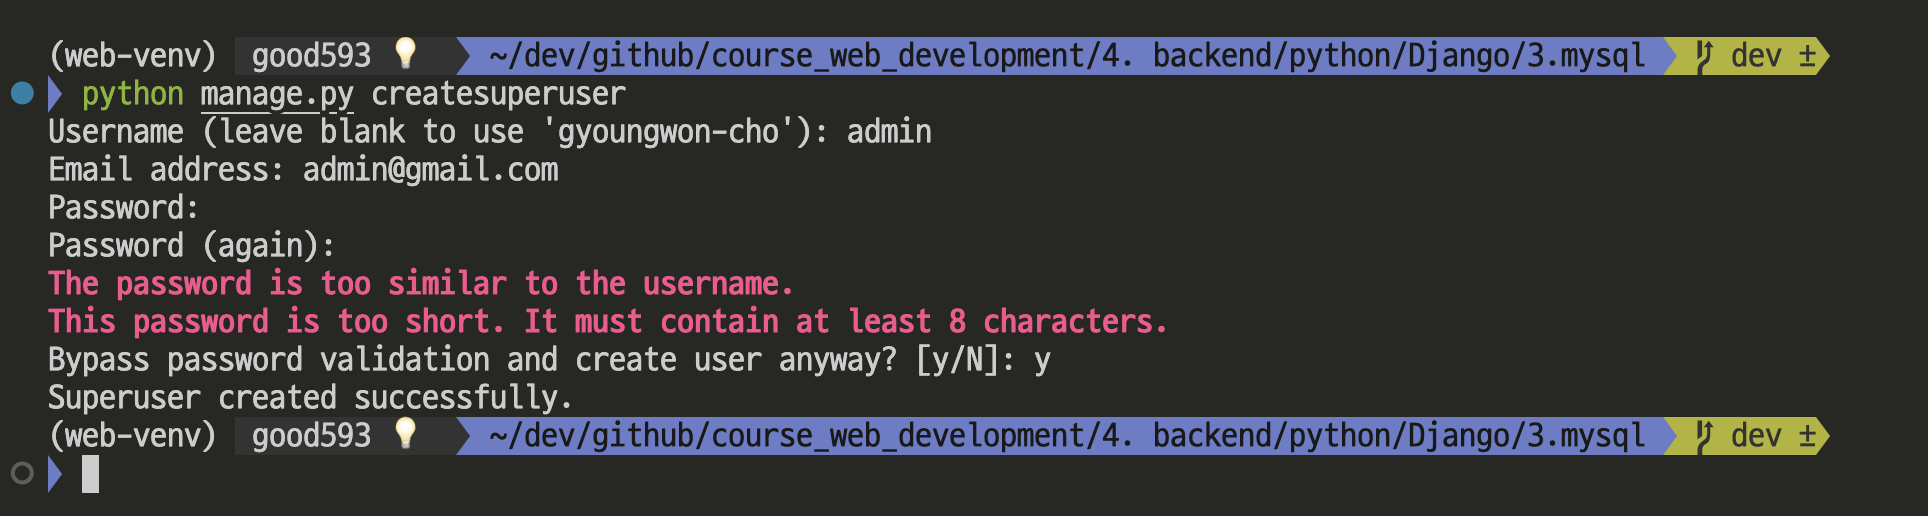 (web-venv) good593 💡 ~/dev/github/course_web_development/4. backend/python/Django/3.mysql dev ±
python manage.py createsuperuser
Username (leave blank to use 'gyoungwon-cho'): admin
Email address: admin@gmail.com
Password:
Password (again):
The password is too similar to the username.
This password is too short. It must contain at least 8 characters.
Bypass password validation and create user anyway? [y/N]: y
Superuser created successfully.
(web-venv) good593 💡 ~/dev/github/course_web_development/4. backend/python/Django/3.mysql dev ±